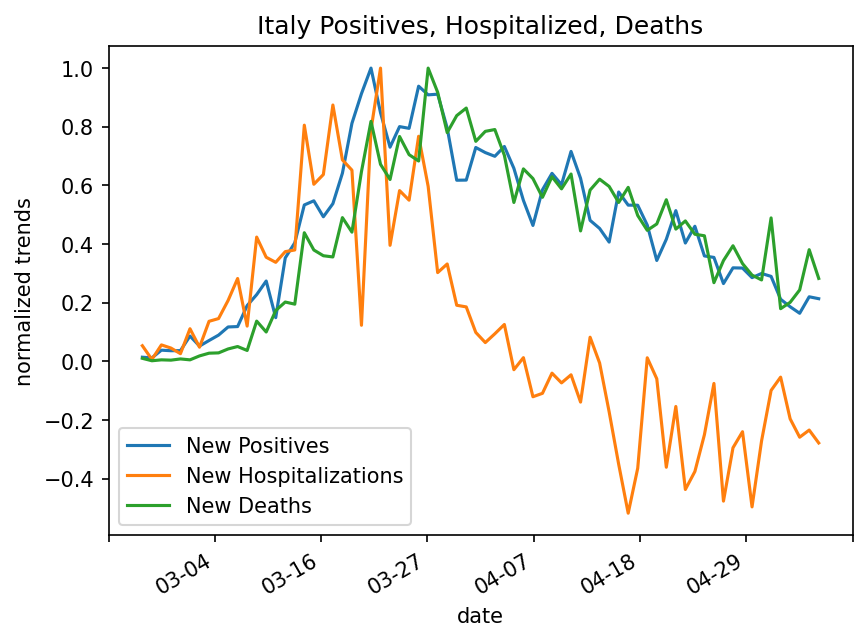 Italy Positives, Hospitalized, Deaths
1.0
0.8
0.6
0.4
0.2
0.0
−0.2
−0.4
normalized trends
New Positives
New Hospitalizations
New Deaths
03-04
03-16
03-27
04-07
04-18
04-29
date